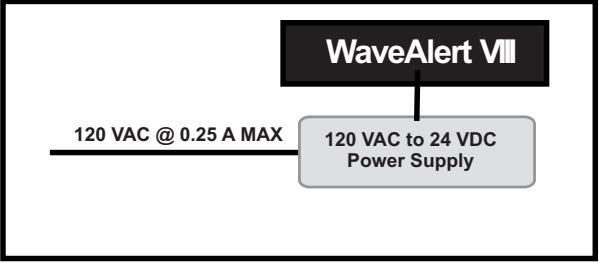 WaveAlert VIII
120 VAC @ 0.25 A MAX
120 VAC to 24 VDC
Power Supply